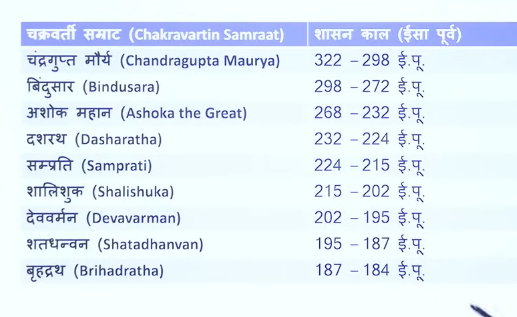 चक्रवर्ती सम्राट (Chakravartin Samraat) शासन काल (ईसा पूर्व)
चंद्रगुप्त मौर्य (Chandragupta Maurya) 322 – 298 ई.पू.
बिंदुसार (Bindusara) 298 – 272 ई.पू.
अशोक महान (Ashoka the Great) 268 – 232 ई.पू.
दशरथ (Dasharatha) 232 – 224 ई.पू.
सम्प्रति (Samprati) 224 – 215 ई.पू.
शालिशुक (Shalishuka) 215 – 202 ई.पू.
देववर्मन (Devavarman) 202 – 195 ई.पू.
शतधन्वन (Shatadhanvan) 195 – 187 ई.पू.
बृहद्रथ (Brihadratha) 187 – 184 ई.पू.